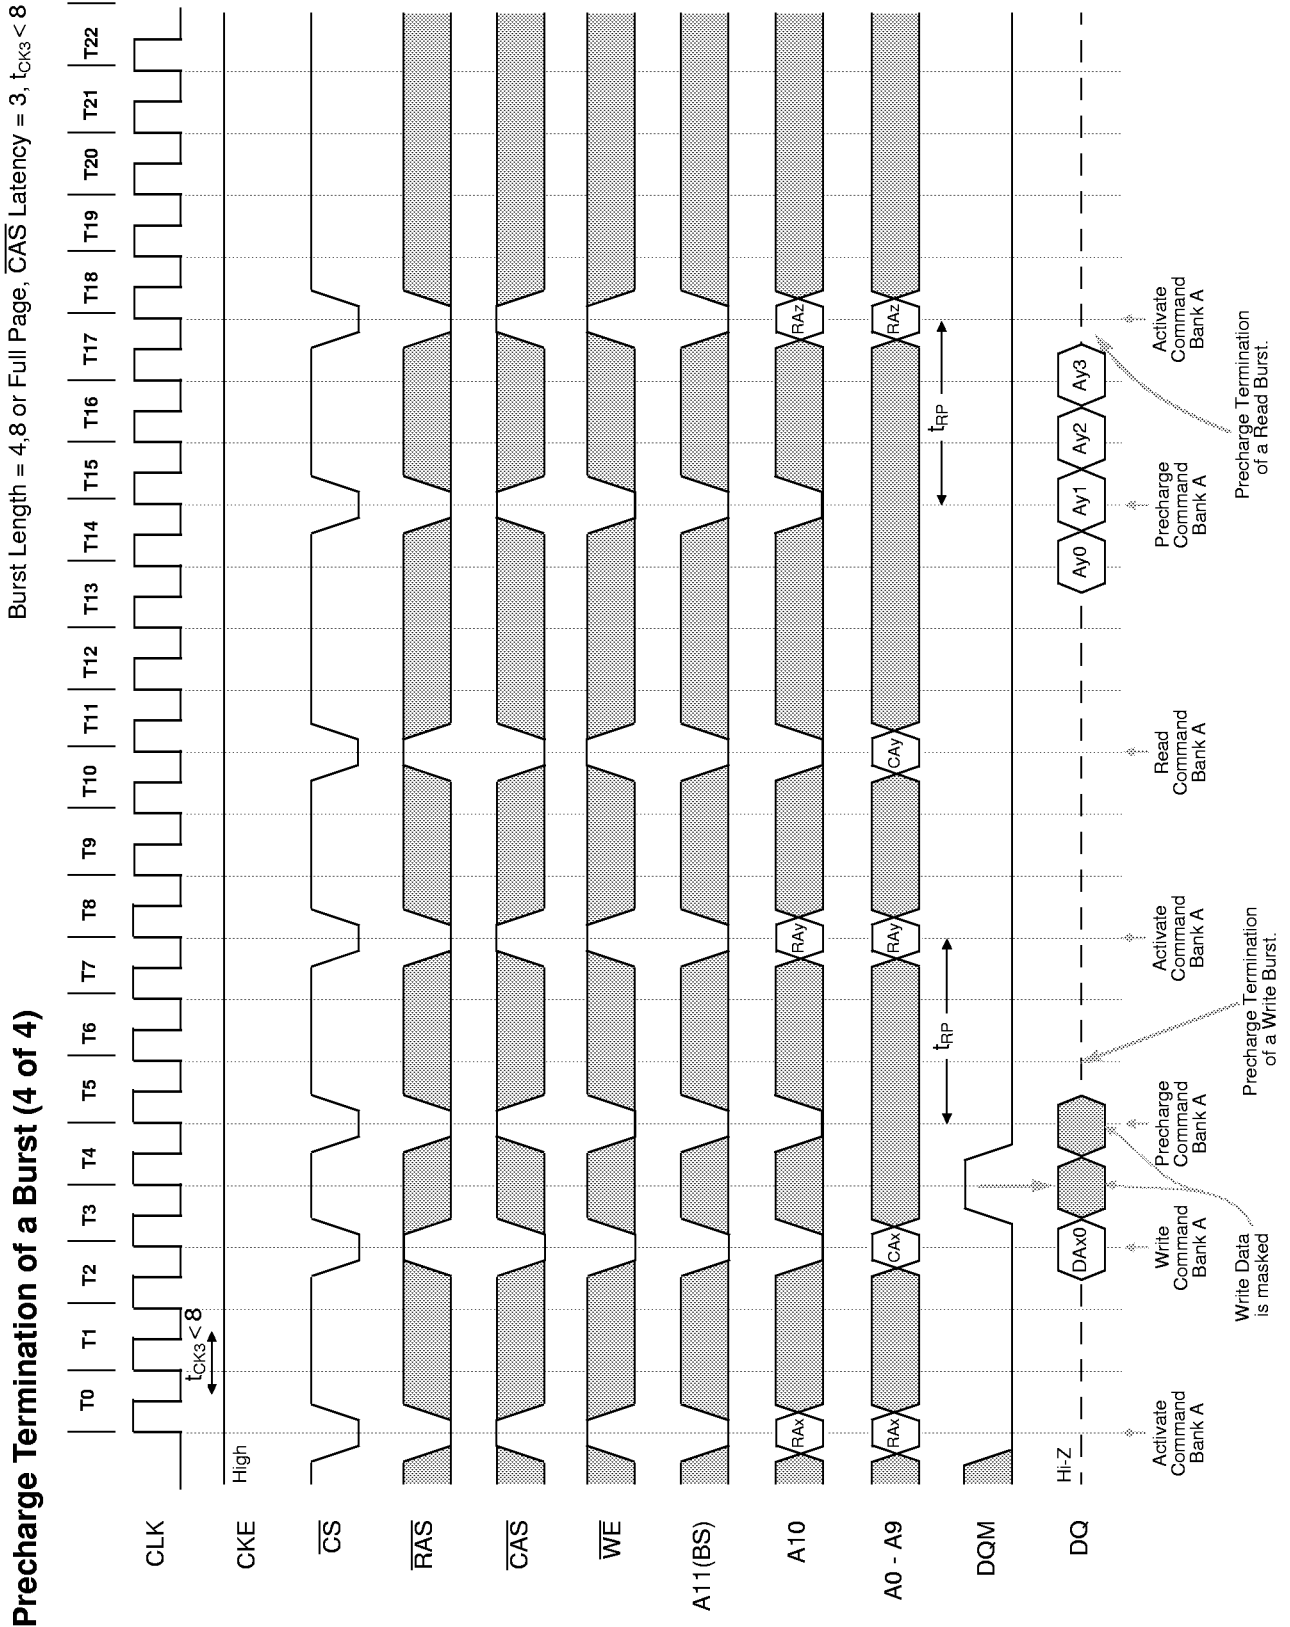 Precharge Termination of a Burst (4 of 4)
Burst Length = 4,8 or Full Page, CAS Latency = 3, tCK3 < 8
T0 T1 T2 T3 T4 T5 T6 T7 T8 T9 T10 T11 T12 T13 T14 T15 T16 T17 T18 T19 T20 T21 T22
CLK
tCK3 < 8
CKE
High
CS
RAS
CAS
WE
A11(BS)
A10
RAx RAy RAz
A0 - A9
RAx CAx RAy CAy RAz
tRP tRP
DQM
DQ
Hi-Z
DAx0 Ay0 Ay1 Ay2 Ay3
Activate
Command
Bank A
Write
Command
Bank A
Precharge
Command
Bank A
Activate
Command
Bank A
Read
Command
Bank A
Precharge
Command
Bank A
Activate
Command
Bank A
Write Data
is masked
Precharge Termination
of a Write Burst.
Precharge Termination
of a Read Burst.